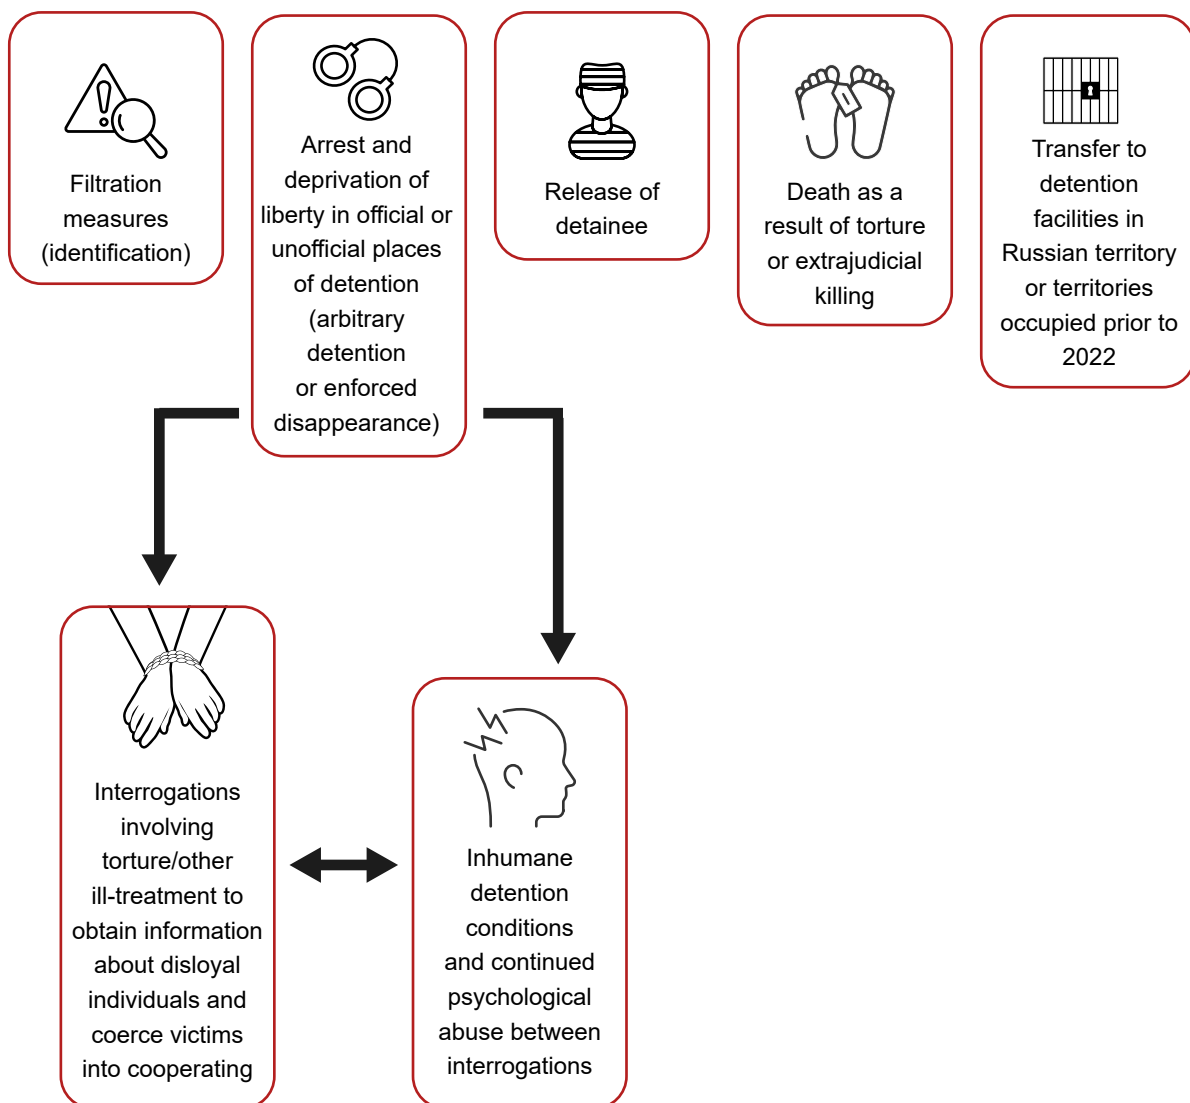 Filtration
measures
(identification)
Arrest and
deprivation of
liberty in official or
unofficial places
of detention
(arbitrary
detention
or enforced
disappearance)
Release of
detainee
Death as a
result of torture
or extrajudicial
killing
Transfer to
detention
facilities in
Russian territory
or territories
occupied prior to
2022
Interrogations
involving
torture/other
ill-treatment to
obtain information
about disloyal
individuals and
coerce victims
into cooperating
Inhumane
detention
conditions
and continued
psychological
abuse between
interrogations